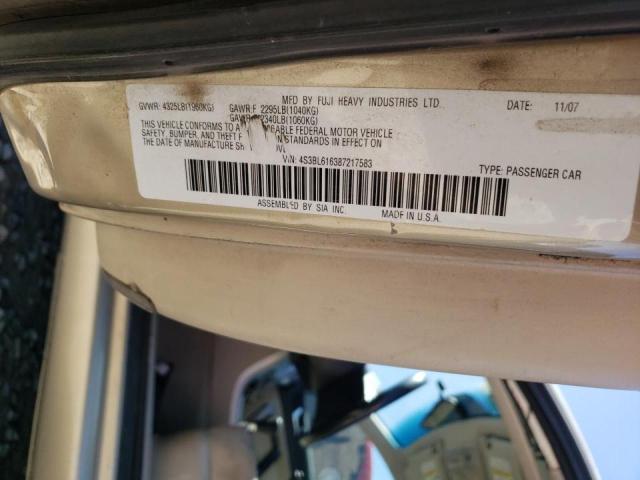 MFD BY FUJI HEAVY INDUSTRIES LTD. DATE: 11/07
GVWR: 4325LB(1960KG) GAWR:F 2295LB(1040KG)
2340LB(1060KG)
THIS VEHICLE CONFORMS TO FEDERAL MOTOR VEHICLE
SAFETY, BUMPER, AND THEFT STANDARDS IN EFFECT ON
THE DATE OF MANUFACTURE
VIN: 4S3BL616387217583 TYPE: PASSENGER CAR
ASSEMBLED BY SIA INC. MADE IN U.S.A.